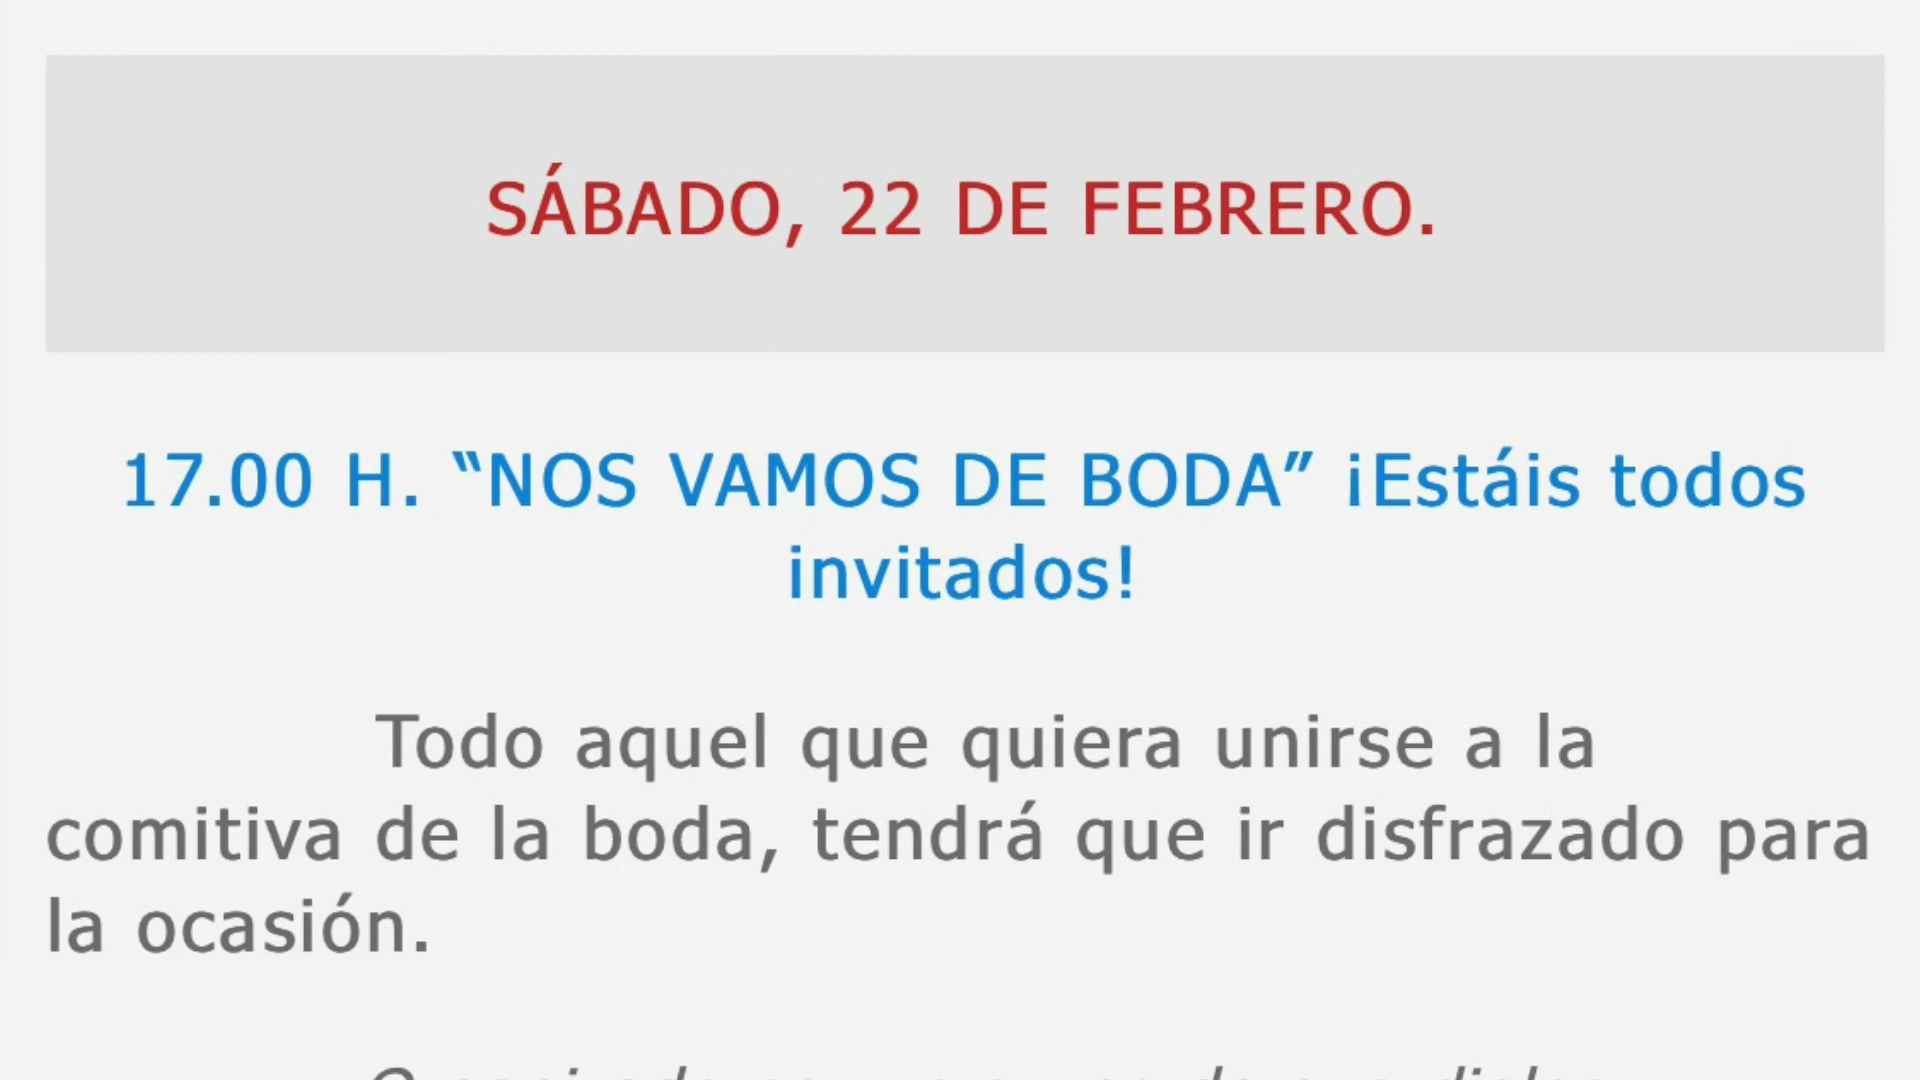 SÁBADO, 22 DE FEBRERO.
17.00 H. “NOS VAMOS DE BODA” ¡Estáis todos
invitados!
Todo aquel que quiera unirse a la
comitiva de la boda, tendrá que ir disfrazado para
la ocasión.